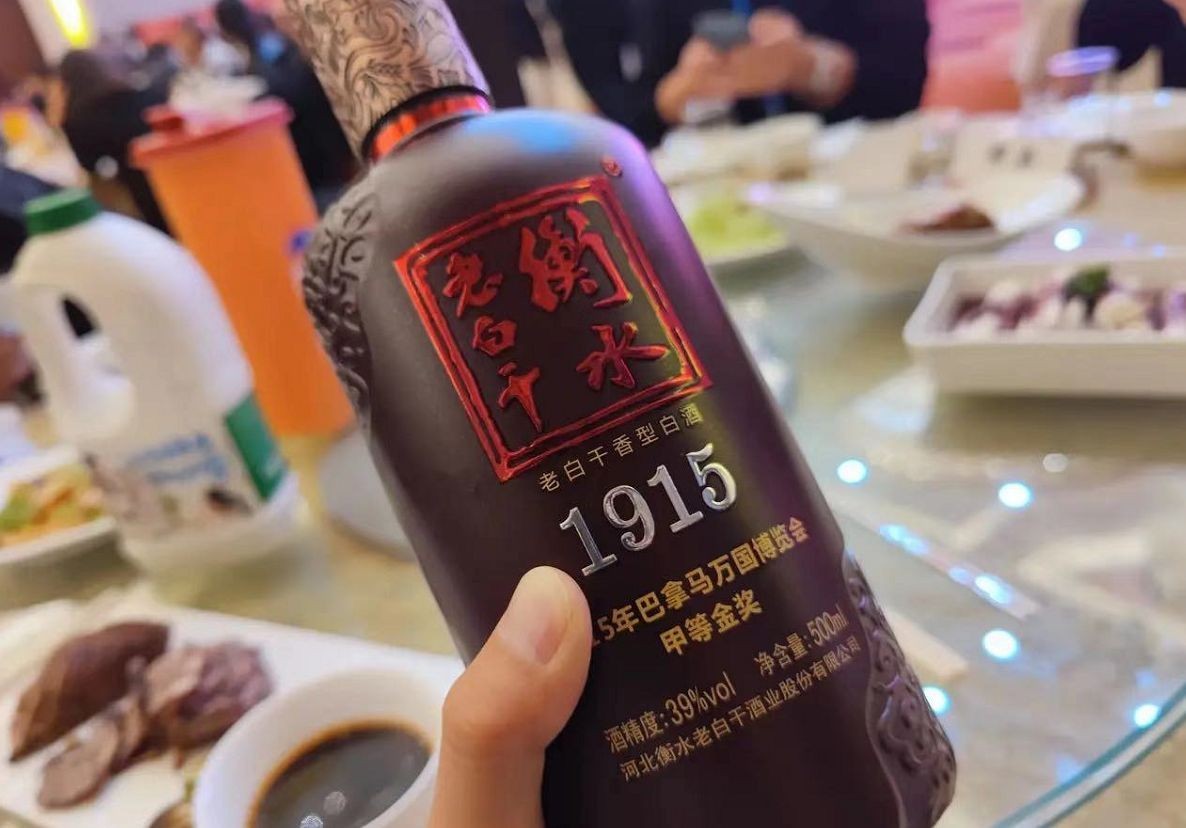 衡水
老白干
老白干香型白酒
1915
15年巴拿马万国博览会
甲等金奖
酒精度:39%vol 净含量:500ml
河北衡水老白干酒业股份有限公司